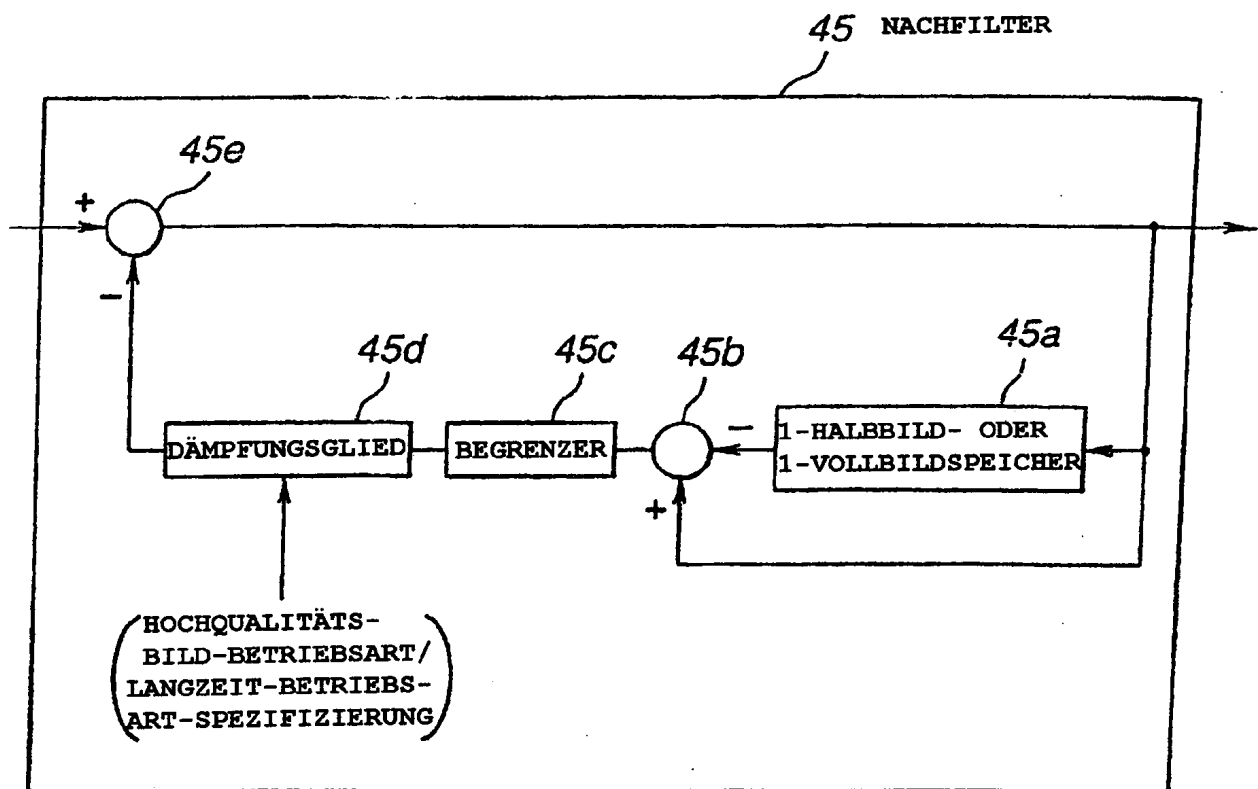 45 NACHFILTER
45e
+
−
45d
45c
45b
45a
DÄMPFUNGSGLIED
BEGRENZER
−
+
1-HALBBILD- ODER
1-VOLLBILDSPEICHER
(HOCHQUALITÄTS-
BILD-BETRIEBSART/
LANGZEIT-BETRIEBS-
ART-SPEZIFIZIERUNG)